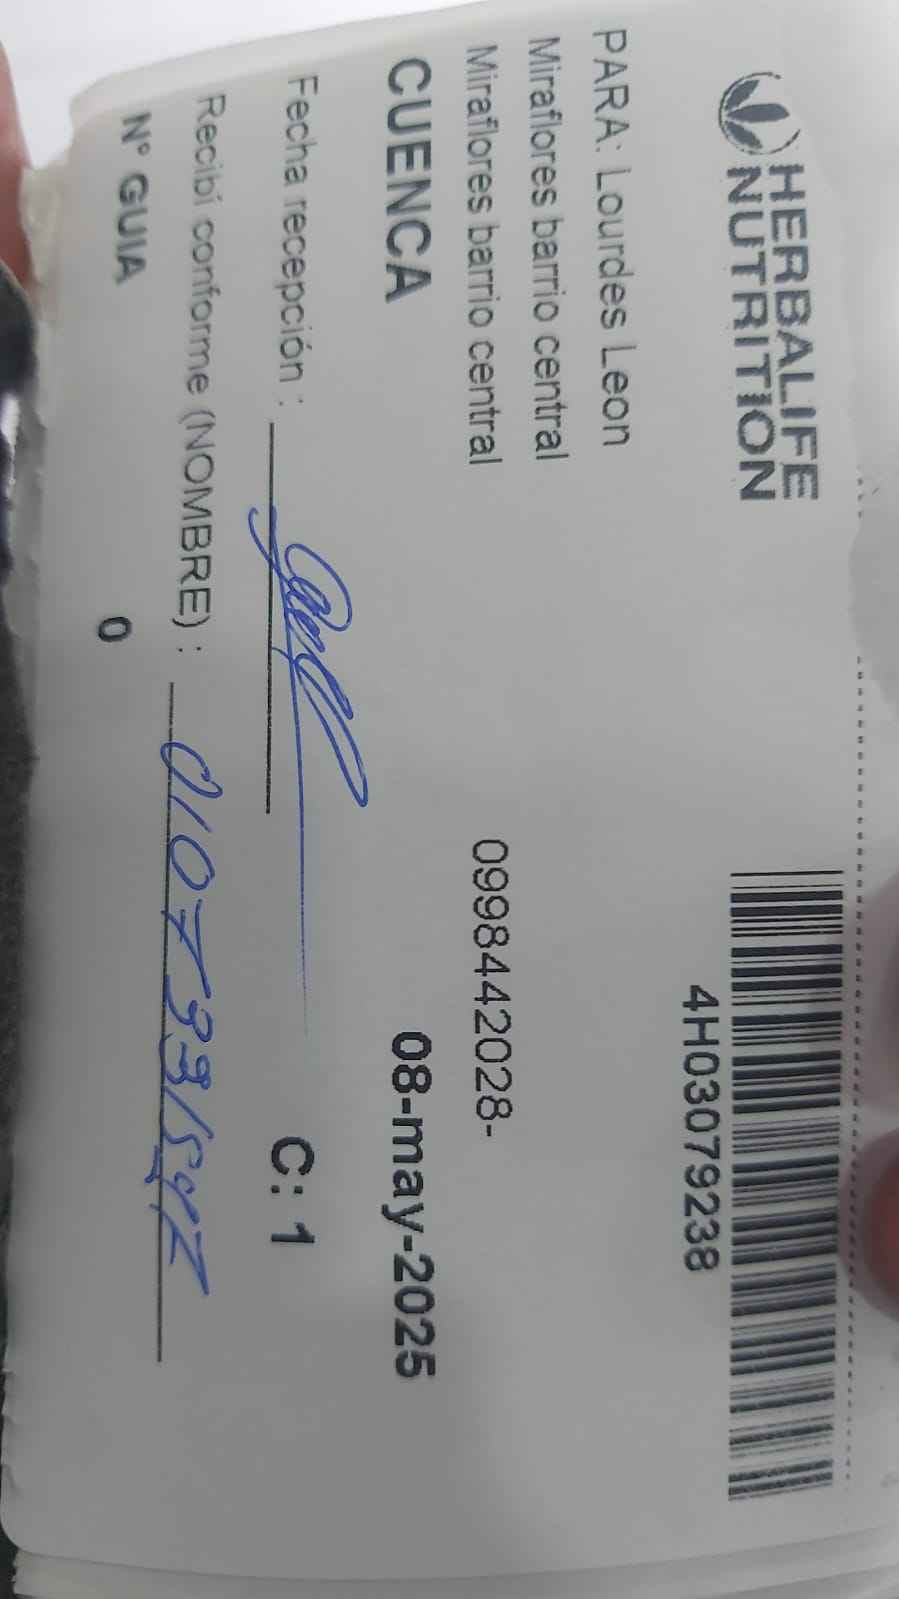 HERBALIFE
NUTRITION
4H03079238
PARA: Lourdes Leon
Miraflores barrio central
Miraflores barrio central
0998442028-
CUENCA
08-may-2025
Fecha recepción :
C: 1
Recibí conforme (NOMBRE) :
N° GUIA
0